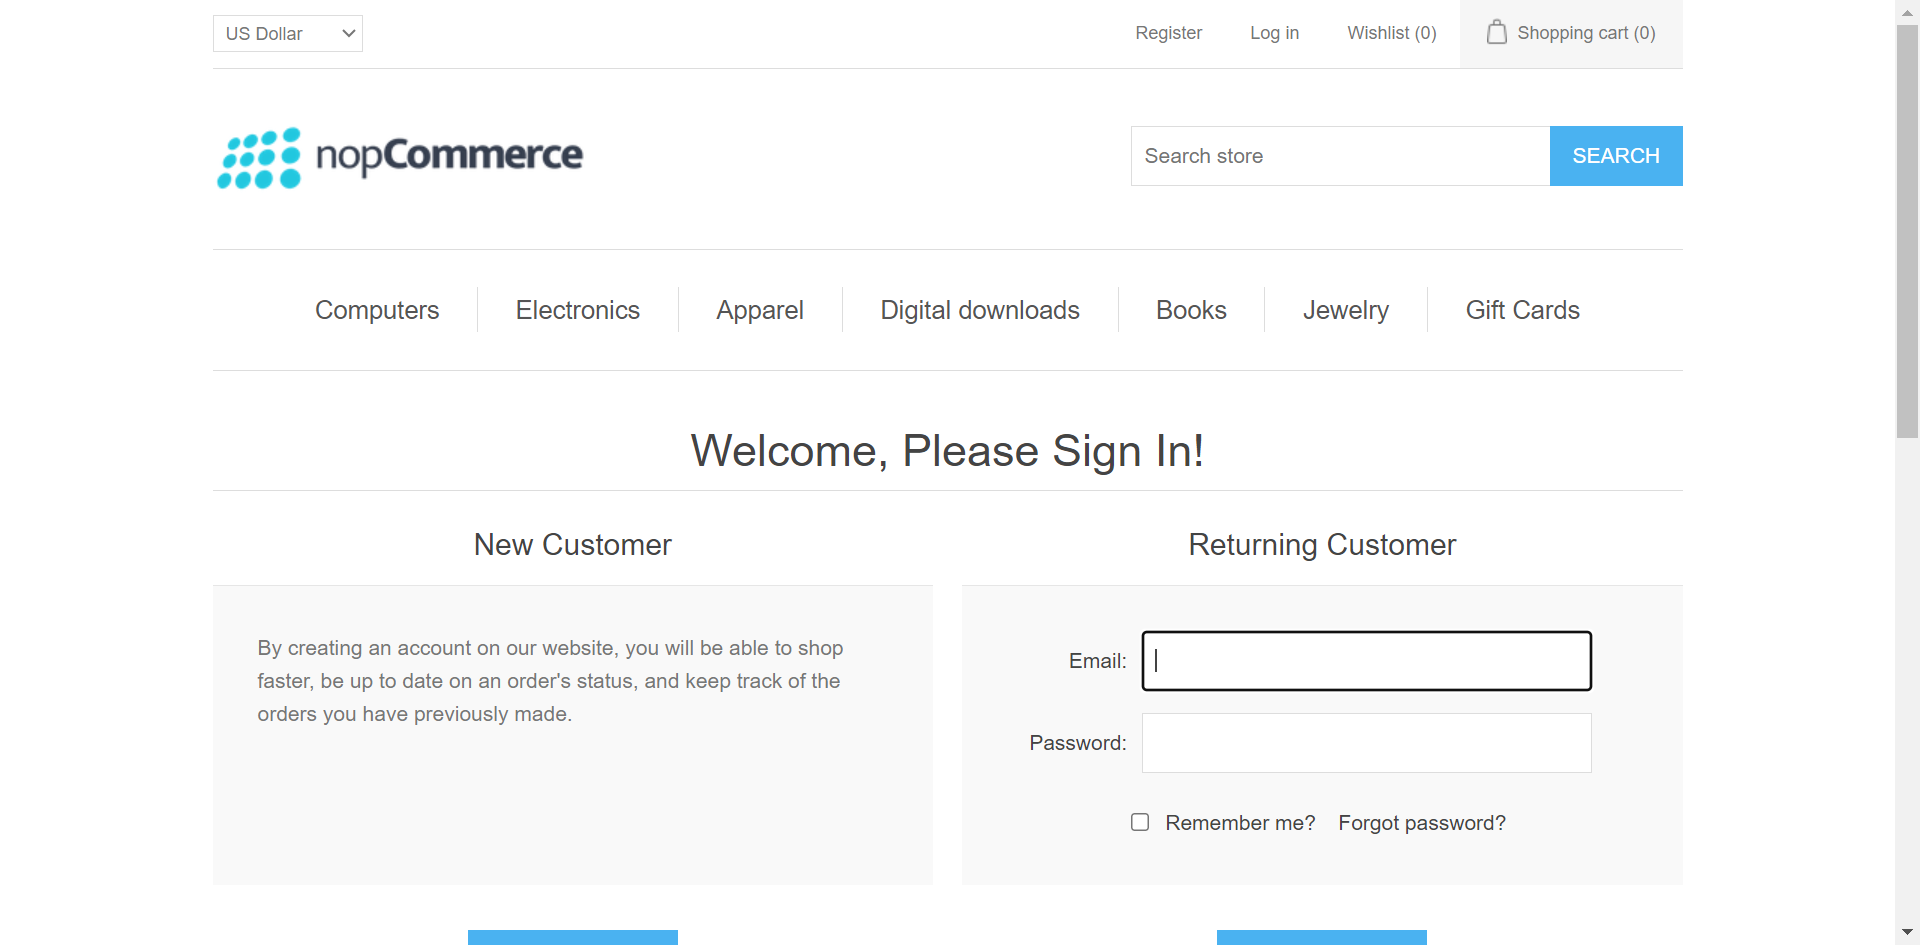 US Dollar
Register
Log in
Wishlist (0)
Shopping cart (0)
nopCommerce
Search store
SEARCH
Computers
Electronics
Apparel
Digital downloads
Books
Jewelry
Gift Cards
Welcome, Please Sign In!
New Customer
By creating an account on our website, you will be able to shop
faster, be up to date on an order's status, and keep track of the
orders you have previously made.
Returning Customer
Email:
Password:
Remember me?
Forgot password?